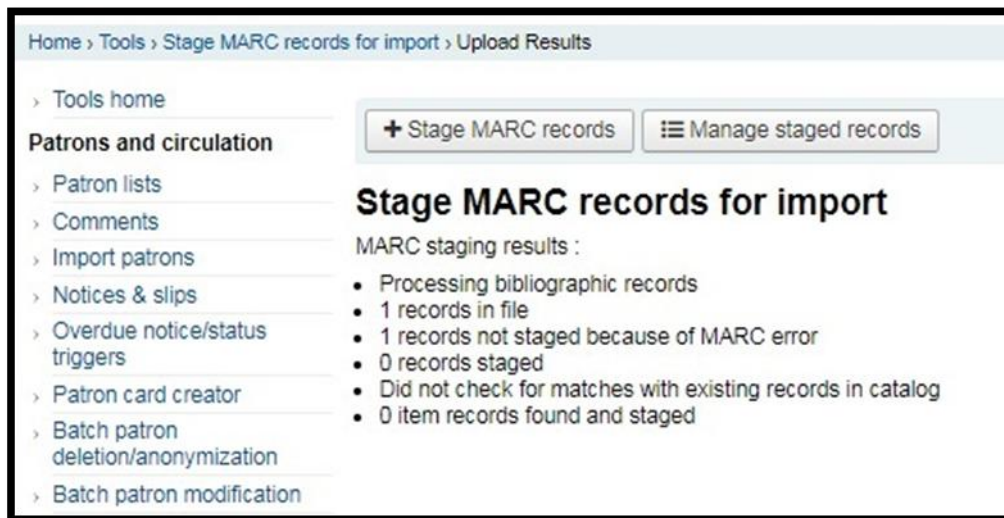 Home › Tools › Stage MARC records for import › Upload Results
› Tools home
Patrons and circulation
› Patron lists
› Comments
› Import patrons
› Notices & slips
› Overdue notice/status
triggers
› Patron card creator
› Batch patron
deletion/anonymization
› Batch patron modification
+ Stage MARC records
Manage staged records
Stage MARC records for import
MARC staging results :
• Processing bibliographic records
• 1 records in file
• 1 records not staged because of MARC error
• 0 records staged
• Did not check for matches with existing records in catalog
• 0 item records found and staged